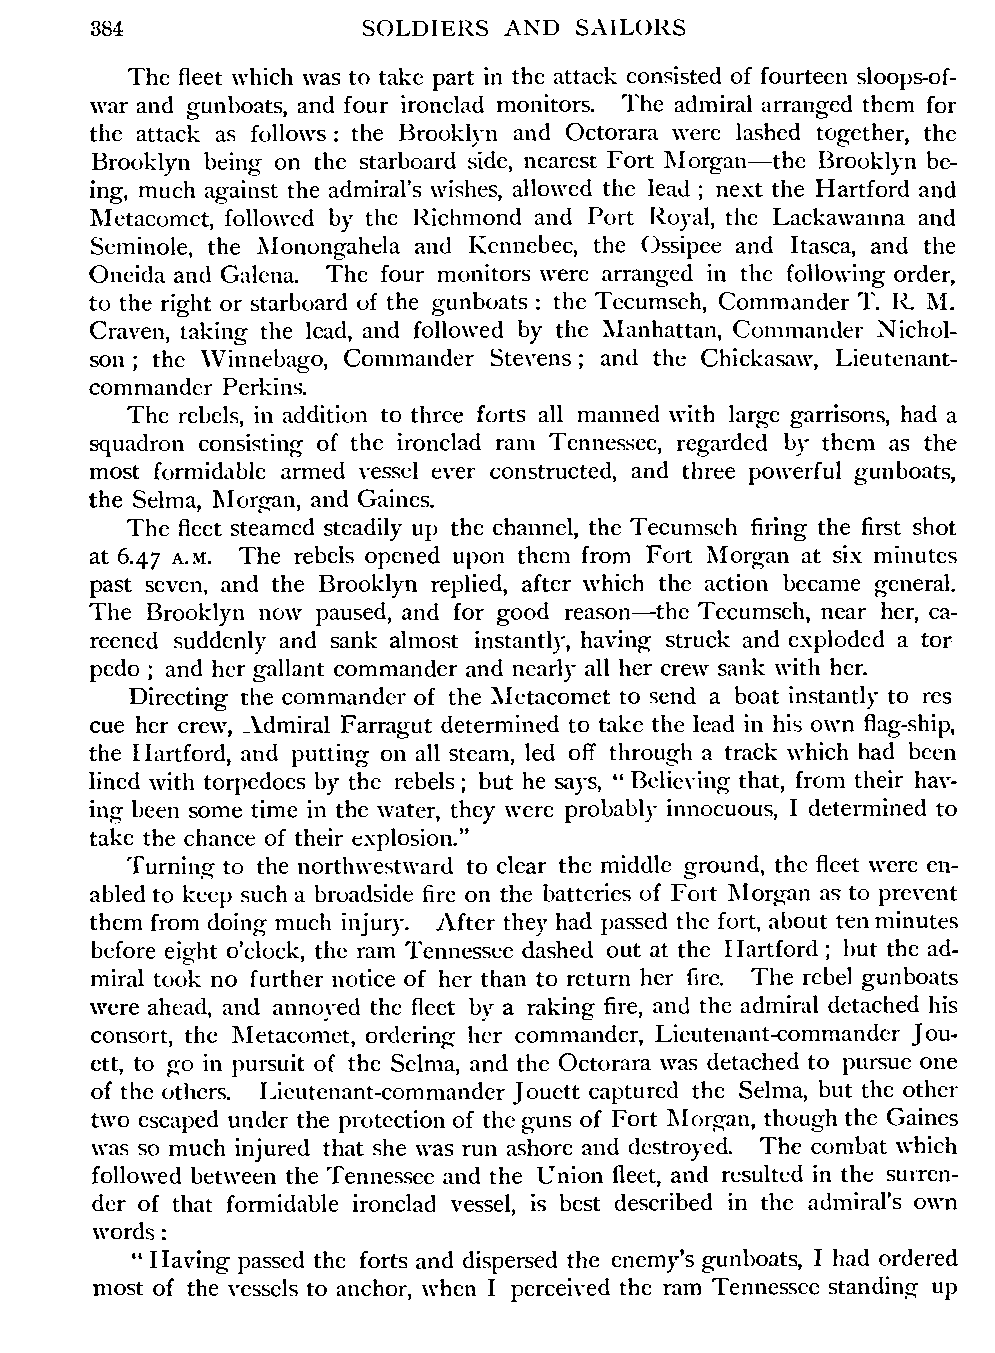 384 SOLDIERS AND SAILORS
The fleet which was to take part in the attack consisted of fourteen sloops-of-
war and gunboats, and four ironclad monitors. The admiral arranged them for
the attack as follows : the Brooklyn and Octorara were lashed together, the
Brooklyn being on the starboard side, nearest Fort Morgan—the Brooklyn be-
ing, much against the admiral's wishes, allowed the lead ; next the Hartford and
Metacomet, followed by the Richmond and Port Royal, the Lackawanna and
Seminole, the Monongahela and Kennebec, the Ossipee and Itasca, and the
Oneida and Galena. The four monitors were arranged in the following order,
to the right or starboard of the gunboats : the Tecumseh, Commander T. R. M.
Craven, taking the lead, and followed by the Manhattan, Commander Nichol-
son ; the Winnebago, Commander Stevens ; and the Chickasaw, Lieutenant-
commander Perkins.
The rebels, in addition to three forts all manned with large garrisons, had a
squadron consisting of the ironclad ram Tennessee, regarded by them as the
most formidable armed vessel ever constructed, and three powerful gunboats,
the Selma, Morgan, and Gaines.
The fleet steamed steadily up the channel, the Tecumseh firing the first shot
at 6.47 A.M. The rebels opened upon them from Fort Morgan at six minutes
past seven, and the Brooklyn replied, after which the action became general.
The Brooklyn now paused, and for good reason—the Tecumseh, near her, ca-
reened suddenly and sank almost instantly, having struck and exploded a tor
pedo ; and her gallant commander and nearly all her crew sank with her.
Directing the commander of the Metacomet to send a boat instantly to res
cue her crew, Admiral Farragut determined to take the lead in his own flag-ship,
the Hartford, and putting on all steam, led off through a track which had been
lined with torpedoes by the rebels ; but he says, “ Believing that, from their hav-
ing been some time in the water, they were probably innocuous, I determined to
take the chance of their explosion.”
Turning to the northwestward to clear the middle ground, the fleet were en-
abled to keep such a broadside fire on the batteries of Fort Morgan as to prevent
them from doing much injury. After they had passed the fort, about ten minutes
before eight o'clock, the ram Tennessee dashed out at the Hartford ; but the ad-
miral took no further notice of her than to return her fire. The rebel gunboats
were ahead, and annoyed the fleet by a raking fire, and the admiral detached his
consort, the Metacomet, ordering her commander, Lieutenant-commander Jou-
ett, to go in pursuit of the Selma, and the Octorara was detached to pursue one
of the others. Lieutenant-commander Jouett captured the Selma, but the other
two escaped under the protection of the guns of Fort Morgan, though the Gaines
was so much injured that she was run ashore and destroyed. The combat which
followed between the Tennessee and the Union fleet, and resulted in the surren-
der of that formidable ironclad vessel, is best described in the admiral's own
words :
“ Having passed the forts and dispersed the enemy's gunboats, I had ordered
most of the vessels to anchor, when I perceived the ram Tennessee standing up